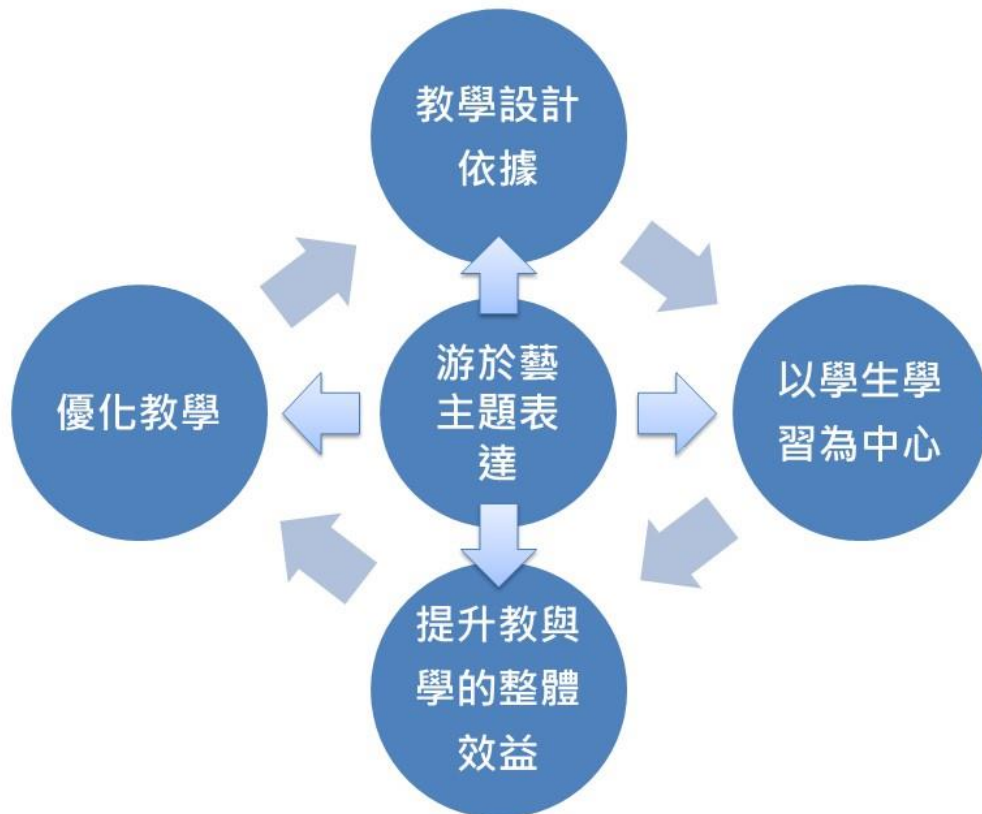 教學設計
依據
優化教學
游於藝
主題表
達
以學生學
習為中心
提升教與
學的整體
效益